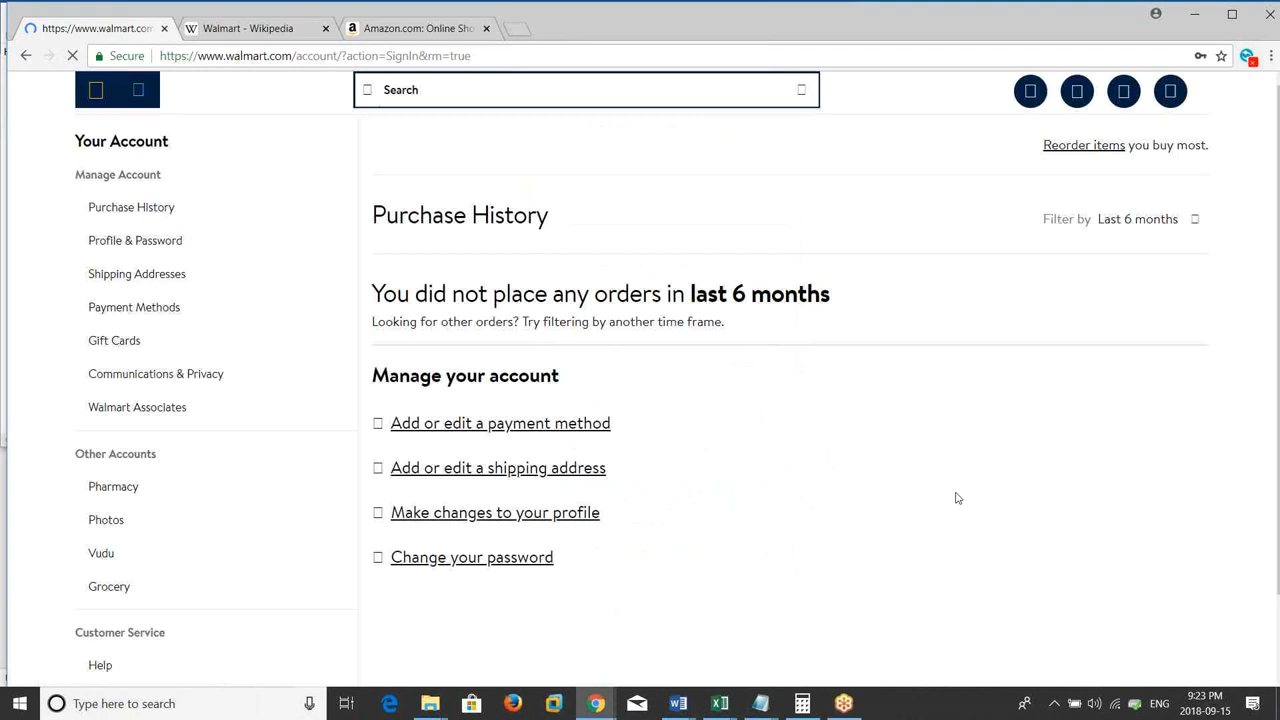 https://www.walmart.com
Walmart - Wikipedia
Amazon.com: Online Sho
Secure
https://www.walmart.com/account/?action=SignIn&rm=true
Search
Your Account
Reorder items you buy most.
Manage Account
Purchase History
Profile & Password
Shipping Addresses
Payment Methods
Gift Cards
Communications & Privacy
Walmart Associates
Other Accounts
Pharmacy
Photos
Vudu
Grocery
Customer Service
Help
Purchase History
Filter by Last 6 months
You did not place any orders in last 6 months
Looking for other orders? Try filtering by another time frame.
Manage your account
Add or edit a payment method
Add or edit a shipping address
Make changes to your profile
Change your password
Type here to search
ENG
9:23 PM
2018-09-15